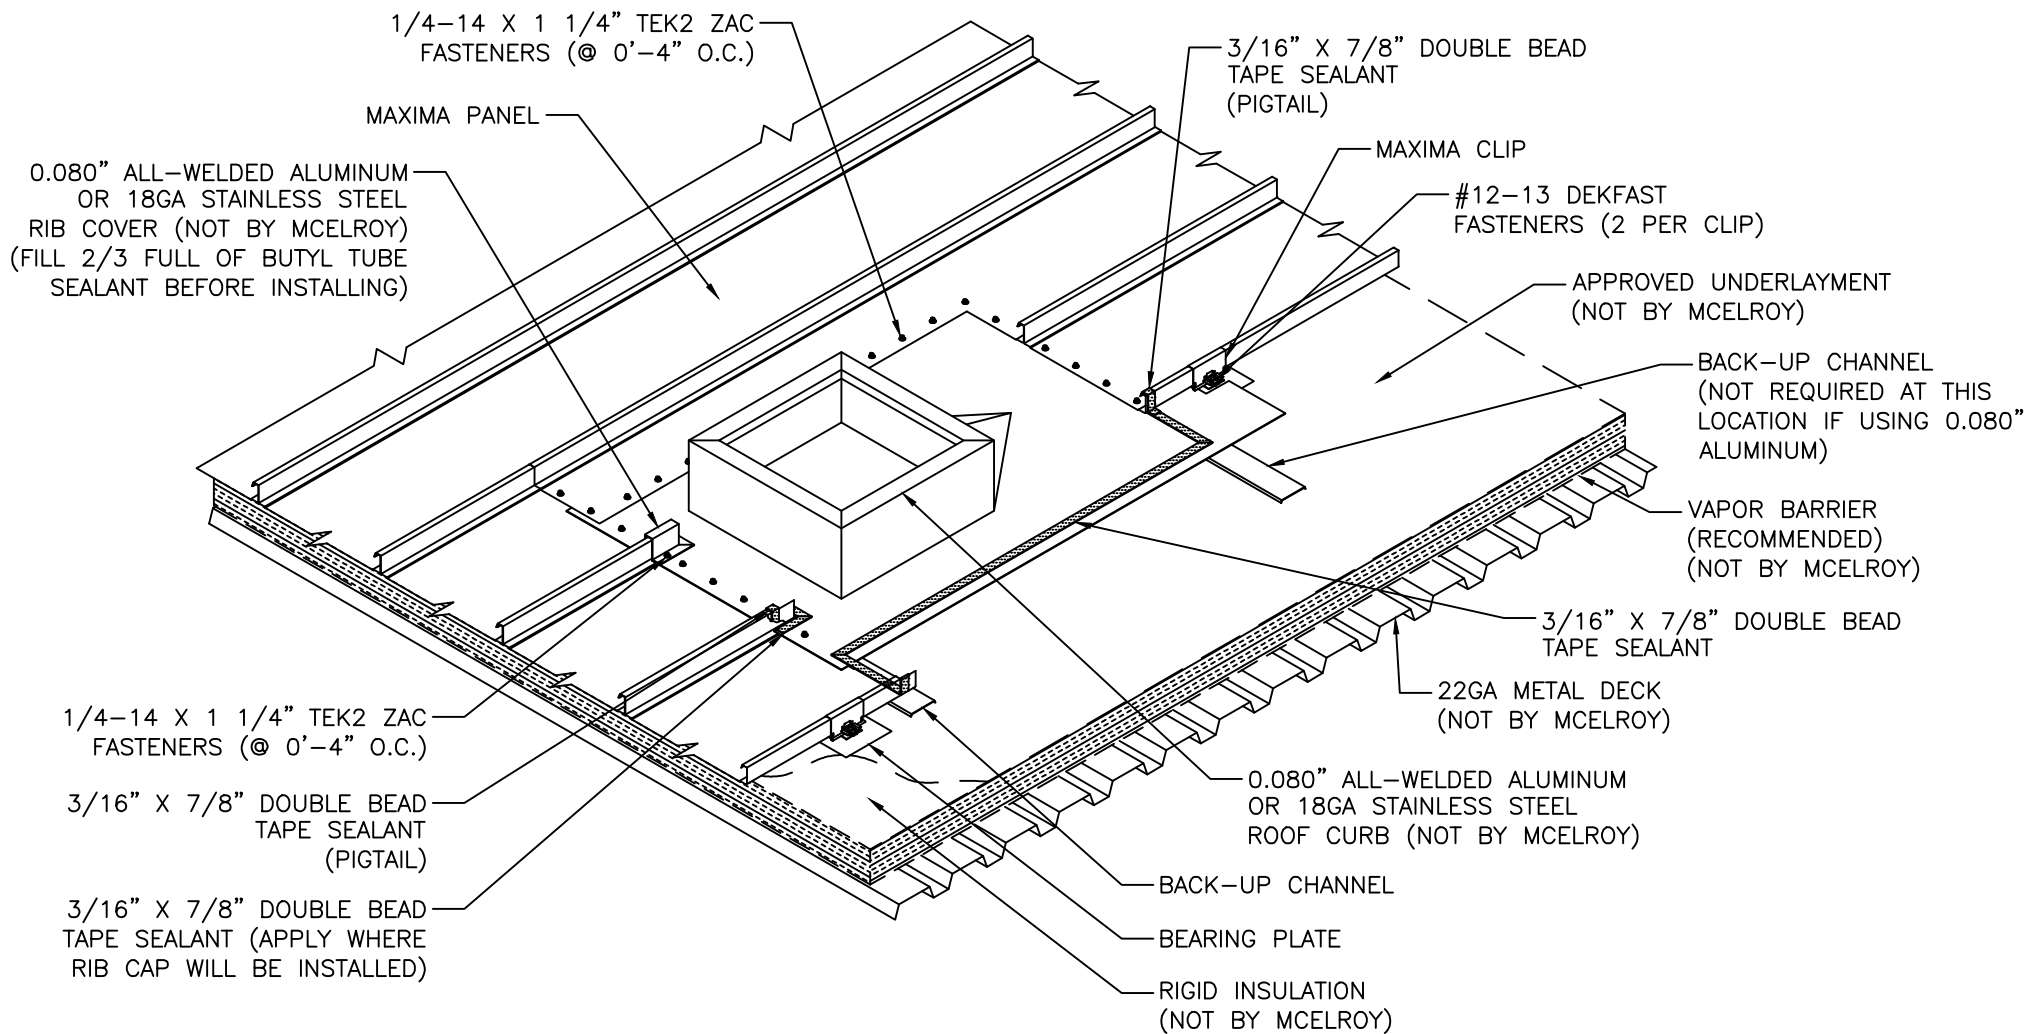 1/4-14 X 1 1/4" TEK2 ZAC
FASTENERS (@ 0'-4" O.C.)
MAXIMA PANEL
0.080" ALL-WELDED ALUMINUM
OR 18GA STAINLESS STEEL
RIB COVER (NOT BY MCELROY)
(FILL 2/3 FULL OF BUTYL TUBE
SEALANT BEFORE INSTALLING)
3/16" X 7/8" DOUBLE BEAD
TAPE SEALANT
(PIGTAIL)
MAXIMA CLIP
#12-13 DEKFAST
FASTENERS (2 PER CLIP)
APPROVED UNDERLAYMENT
(NOT BY MCELROY)
BACK-UP CHANNEL
(NOT REQUIRED AT THIS
LOCATION IF USING 0.080"
ALUMINUM)
VAPOR BARRIER
(RECOMMENDED)
(NOT BY MCELROY)
3/16" X 7/8" DOUBLE BEAD
TAPE SEALANT
22GA METAL DECK
(NOT BY MCELROY)
1/4-14 X 1 1/4" TEK2 ZAC
FASTENERS (@ 0'-4" O.C.)
3/16" X 7/8" DOUBLE BEAD
TAPE SEALANT
(PIGTAIL)
3/16" X 7/8" DOUBLE BEAD
TAPE SEALANT (APPLY WHERE
RIB CAP WILL BE INSTALLED)
0.080" ALL-WELDED ALUMINUM
OR 18GA STAINLESS STEEL
ROOF CURB (NOT BY MCELROY)
BACK-UP CHANNEL
BEARING PLATE
RIGID INSULATION
(NOT BY MCELROY)